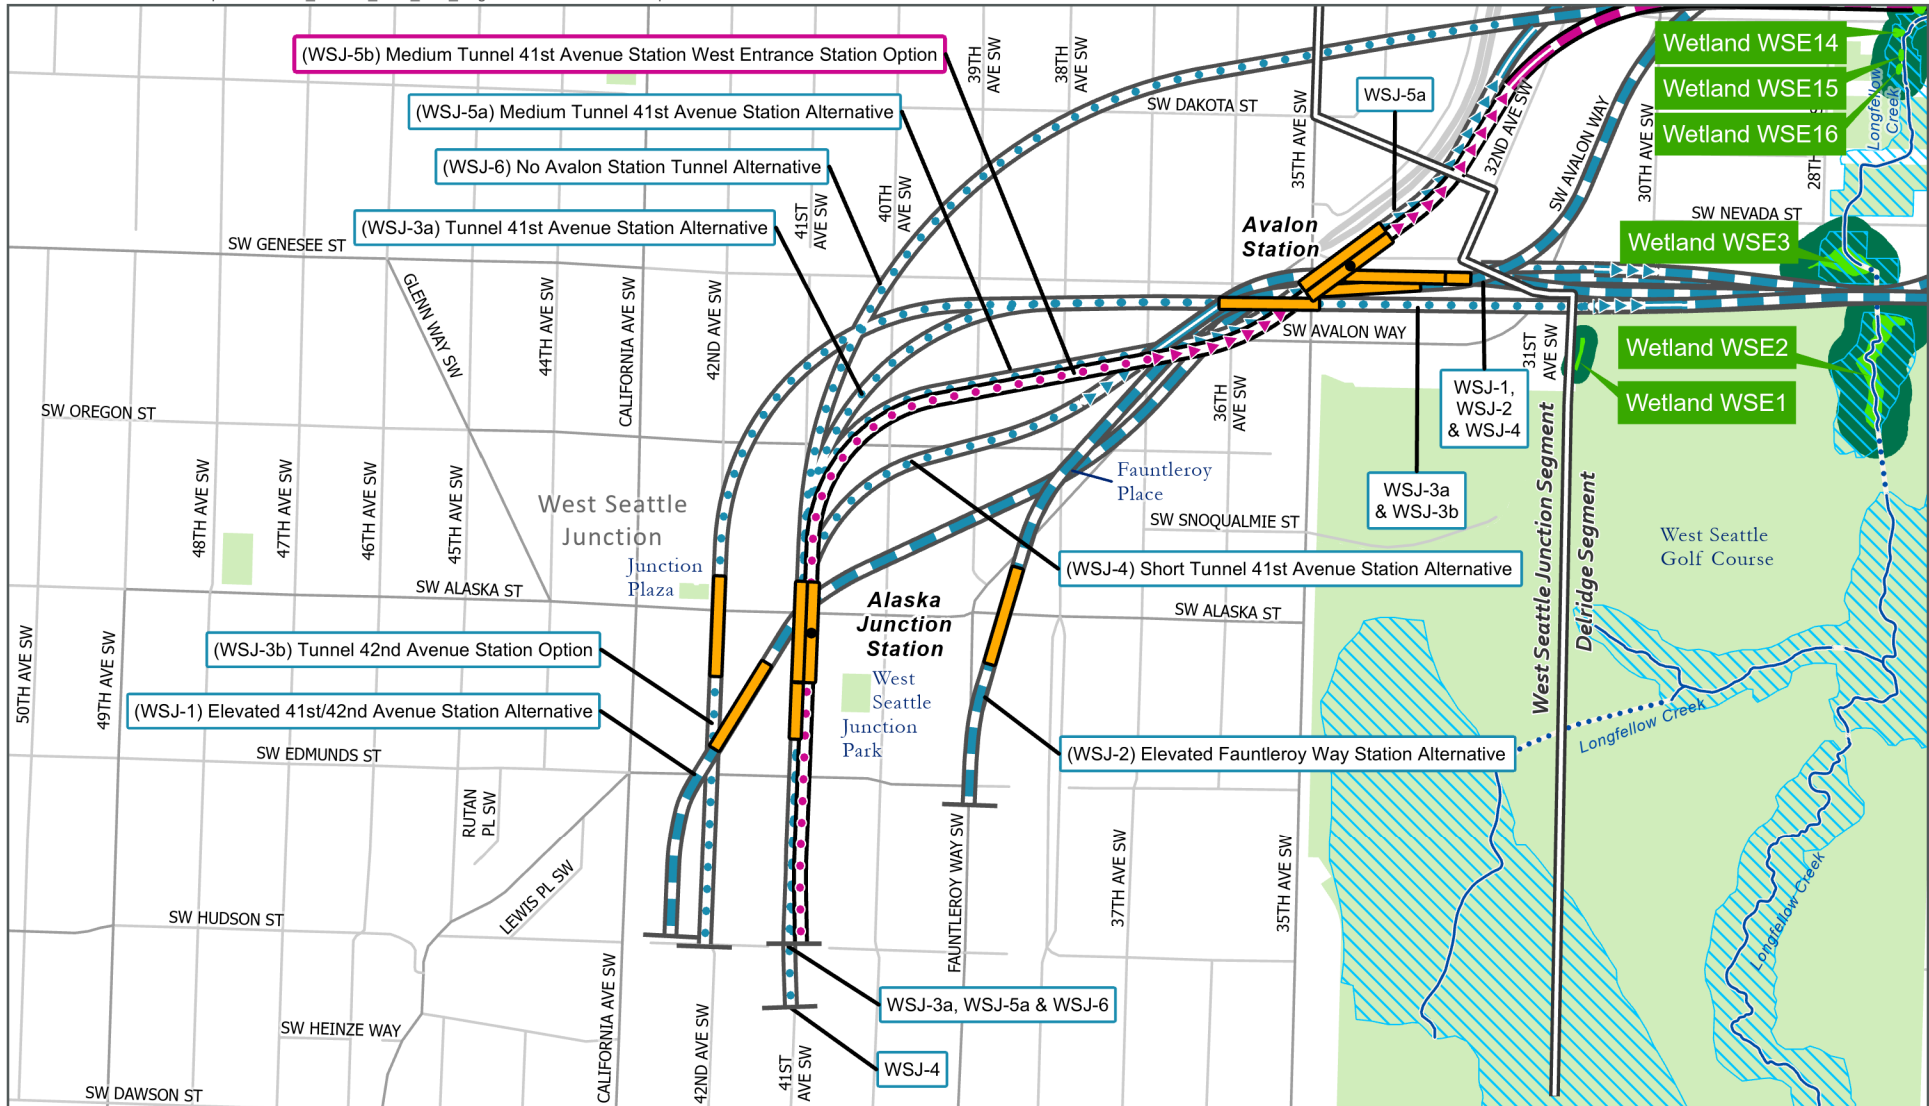 (WSJ-5b) Medium Tunnel 41st Avenue Station West Entrance Station Option
(WSJ-5a) Medium Tunnel 41st Avenue Station Alternative
(WSJ-6) No Avalon Station Tunnel Alternative
(WSJ-3a) Tunnel 41st Avenue Station Alternative
39TH
AVE SW
38TH
AVE SW
SW DAKOTA ST
WSJ-5a
35TH AVE SW
32ND AVE SW
SW AVALON WAY
30TH AVE SW
28TH
Wetland WSE14
Wetland WSE15
Wetland WSE16
Longfellow
Creek
SW NEVADA ST
Wetland WSE3
Avalon
Station
41ST
AVE SW
40TH
AVE SW
SW GENESEE ST
GLENN WAY SW
44TH AVE SW
CALIFORNIA AVE SW
42ND AVE SW
SW AVALON WAY
36TH
AVE SW
31ST
AVE SW
Wetland WSE2
Wetland WSE1
WSJ-1,
WSJ-2
& WSJ-4
WSJ-3a
& WSJ-3b
SW OREGON ST
48TH AVE SW
47TH AVE SW
46TH AVE SW
45TH AVE SW
West Seattle
Junction
Junction
Plaza
Fauntleroy
Place
SW SNOQUALMIE ST
West Seattle Junction Segment
Delridge Segment
West Seattle
Golf Course
(WSJ-4) Short Tunnel 41st Avenue Station Alternative
SW ALASKA ST
Alaska
Junction
Station
SW ALASKA ST
50TH AVE SW
49TH AVE SW
(WSJ-3b) Tunnel 42nd Avenue Station Option
(WSJ-1) Elevated 41st/42nd Avenue Station Alternative
West
Seattle
Junction
Park
(WSJ-2) Elevated Fauntleroy Way Station Alternative
Longfellow Creek
SW EDMUNDS ST
RUTAN
PL SW
LEWIS PL SW
FAUNTLEROY WAY SW
37TH AVE SW
35TH AVE SW
Longfellow Creek
SW HUDSON ST
CALIFORNIA AVE SW
42ND AVE SW
41ST
AVE SW
WSJ-3a, WSJ-5a & WSJ-6
WSJ-4
SW HEINZE WAY
SW DAWSON ST